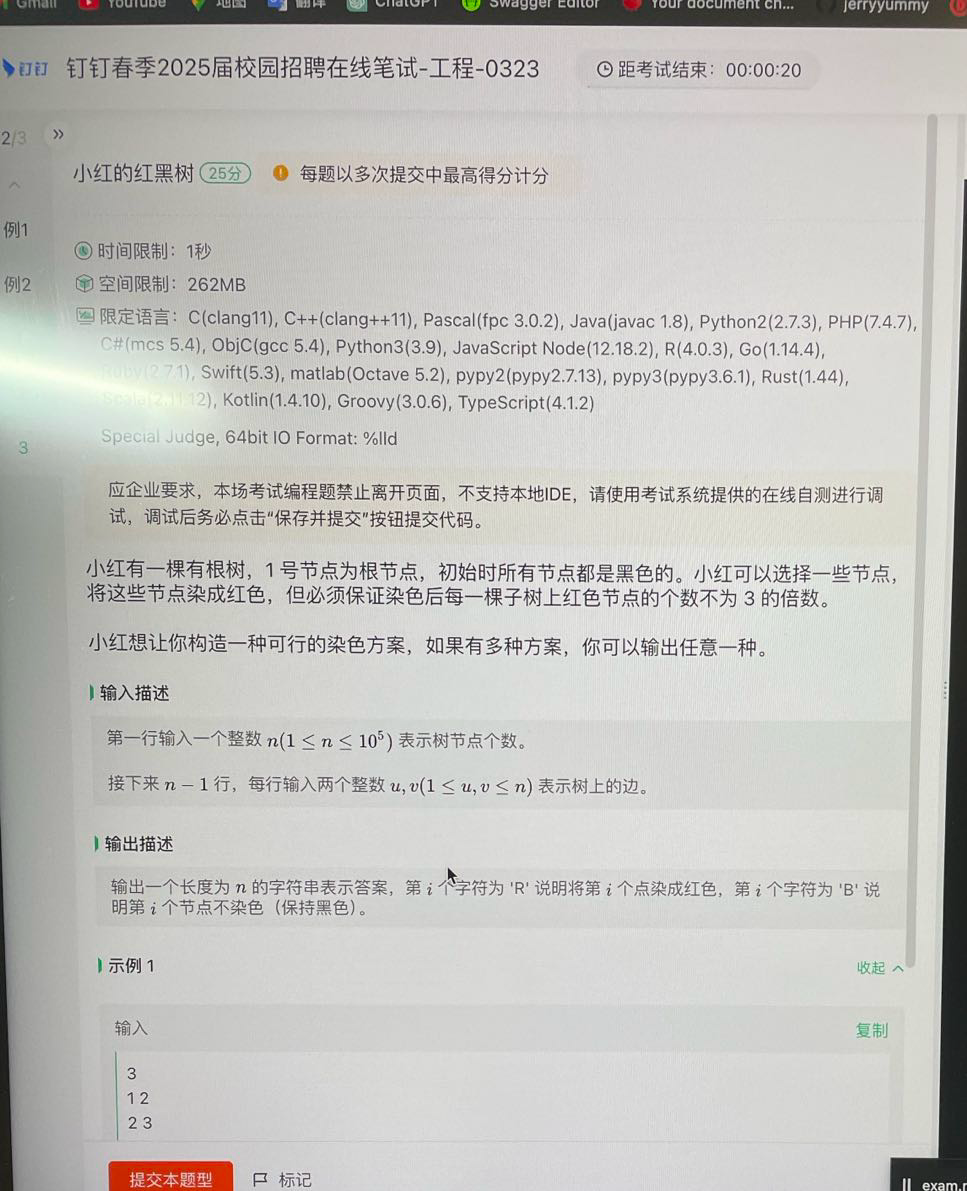 Gmail YouTube 地图 翻译 ChatGPT Swagger Editor Your document ch... jerryyummy
钉钉 钉钉春季2025届校园招聘在线笔试-工程-0323 距考试结束：00:00:20
2/3 »
小红的红黑树 25分 每题以多次提交中最高得分计分
例1
时间限制：1秒
例2
空间限制：262MB
限定语言：C(clang11), C++(clang++11), Pascal(fpc 3.0.2), Java(javac 1.8), Python2(2.7.3), PHP(7.4.7),
C#(mcs 5.4), ObjC(gcc 5.4), Python3(3.9), JavaScript Node(12.18.2), R(4.0.3), Go(1.14.4),
Ruby(2.7.1), Swift(5.3), matlab(Octave 5.2), pypy2(pypy2.7.13), pypy3(pypy3.6.1), Rust(1.44),
Scala(2.11.12), Kotlin(1.4.10), Groovy(3.0.6), TypeScript(4.1.2)
3
Special Judge, 64bit IO Format: %lld
应企业要求，本场考试编程题禁止离开页面，不支持本地IDE，请使用考试系统提供的在线自测进行调
试，调试后务必点击“保存并提交”按钮提交代码。
小红有一棵有根树，1 号节点为根节点，初始时所有节点都是黑色的。小红可以选择一些节点，
将这些节点染成红色，但必须保证染色后每一棵子树上红色节点的个数不为 3 的倍数。
小红想让你构造一种可行的染色方案，如果有多种方案，你可以输出任意一种。
输入描述
第一行输入一个整数 n(1 ≤ n ≤ 10⁵) 表示树节点个数。
接下来 n − 1 行，每行输入两个整数 u, v(1 ≤ u, v ≤ n) 表示树上的边。
输出描述
输出一个长度为 n 的字符串表示答案，第 i 个字符为 'R' 说明将第 i 个点染成红色，第 i 个字符为 'B' 说
明第 i 个节点不染色（保持黑色）。
示例 1 收起
输入 复制
3
1 2
2 3
提交本题型 标记